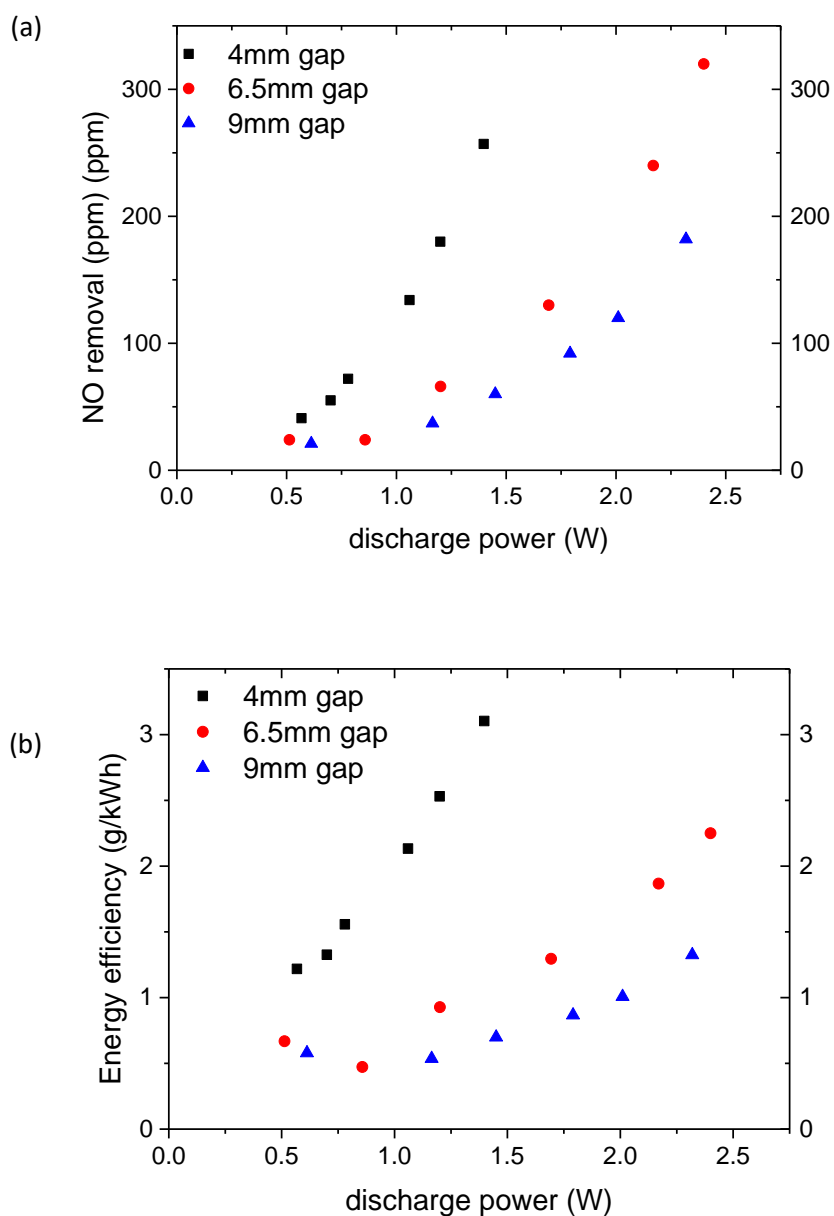 (a)
4mm gap
6.5mm gap
9mm gap
NO removal (ppm) (ppm)
300 300
200 200
100 100
0 0
0.0 0.5 1.0 1.5 2.0 2.5
discharge power (W)
(b)
4mm gap
6.5mm gap
9mm gap
Energy efficiency (g/kWh)
3 3
2 2
1 1
0 0
0.0 0.5 1.0 1.5 2.0 2.5
discharge power (W)